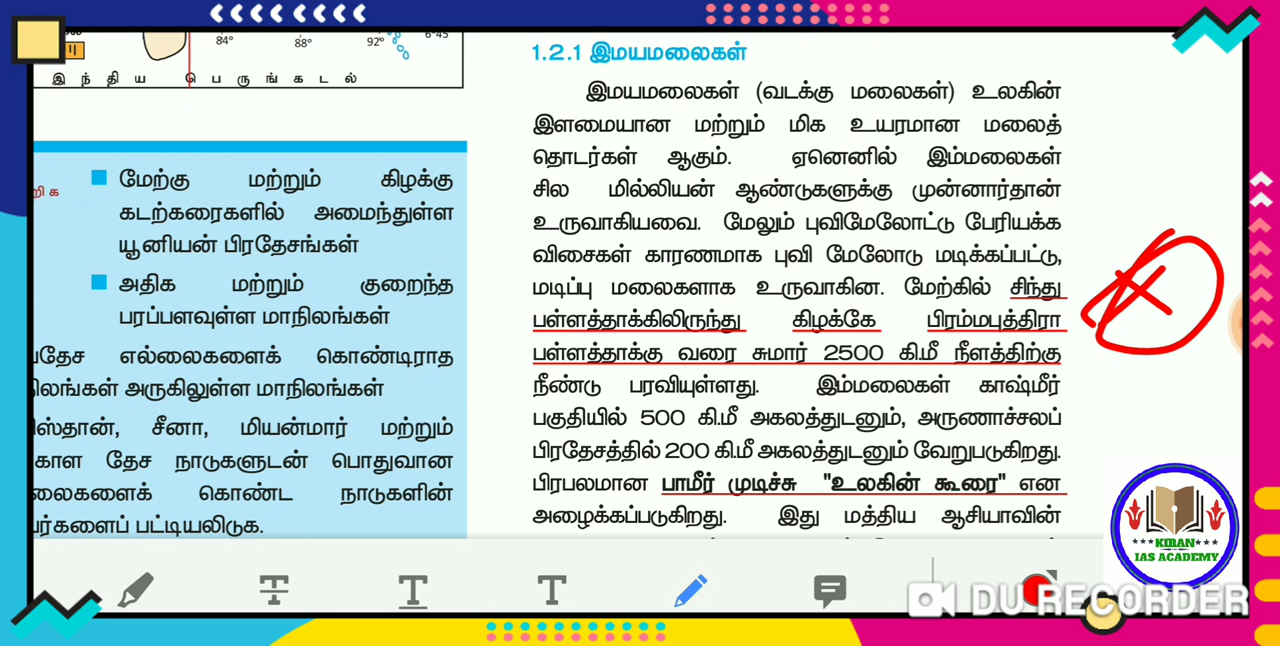 84°
88°
92°
6°45
இந்திய பெருங்கடல்
றிக
மேற்கு மற்றும் கிழக்கு
கடற்கரைகளில் அமைந்துள்ள
யூனியன் பிரதேசங்கள்
அதிக மற்றும் குறைந்த
பரப்பளவுள்ள மாநிலங்கள்
எல்லைகளைக் கொண்டிராத
அருகிலுள்ள மாநிலங்கள்
சீனா, மியன்மார் மற்றும்
தேச நாடுகளுடன் பொதுவான
கொண்ட நாடுகளின்
பட்டியலிடுக.
1.2.1 இமயமலைகள்
இமயமலைகள் (வடக்கு மலைகள்) உலகின்
இளமையான மற்றும் மிக உயரமான மலைத்
தொடர்கள் ஆகும். ஏனெனில் இம்மலைகள்
சில மில்லியன் ஆண்டுகளுக்கு முன்னார்தான்
உருவாகியவை. மேலும் புவிமேலோட்டு பேரியக்க
விசைகள் காரணமாக புவி மேலோடு மடிக்கப்பட்டு,
மடிப்பு மலைகளாக உருவாகின. மேற்கில் சிந்து
பள்ளத்தாக்கிலிருந்து கிழக்கே பிரம்மபுத்திரா
பள்ளத்தாக்கு வரை சுமார் 2500 கி.மீ நீளத்திற்கு
நீண்டு பரவியுள்ளது. இம்மலைகள் காஷ்மீர்
பகுதியில் 500 கி.மீ அகலத்துடனும், அருணாச்சலப்
பிரதேசத்தில் 200 கி.மீ அகலத்துடனும் வேறுபடுகிறது.
பிரபலமான பாமீர் முடிச்சு "உலகின் கூரை" என
அழைக்கப்படுகிறது. இது மத்திய ஆசியாவின்
KIRAN
IAS ACADEMY
DU RECORDER